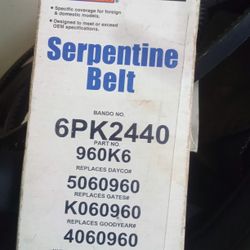 • Specific coverage for foreign
& domestic models.
• Designed to meet or exceed
OEM specifications.
Serpentine
Belt
BANDO NO.
6PK2440
PART NO.
960K6
REPLACES DAYCO#
5060960
REPLACES GATES#
K060960
REPLACES GOODYEAR#
4060960